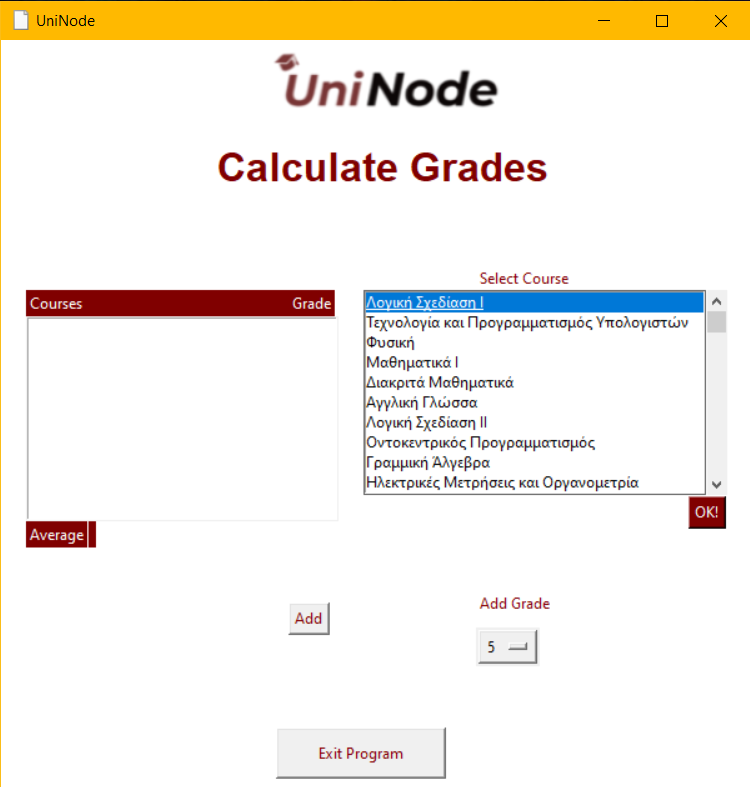 UniNode
UniNode
Calculate Grades
Select Course
Courses Grade
Λογική Σχεδίαση Ι
Τεχνολογία και Προγραμματισμός Υπολογιστών
Φυσική
Μαθηματικά Ι
Διακριτά Μαθηματικά
Αγγλική Γλώσσα
Λογική Σχεδίαση ΙΙ
Οντοκεντρικός Προγραμματισμός
Γραμμική Άλγεβρα
Ηλεκτρικές Μετρήσεις και Οργανομετρία
OK!
Average
Add Grade
Add
5
Exit Program